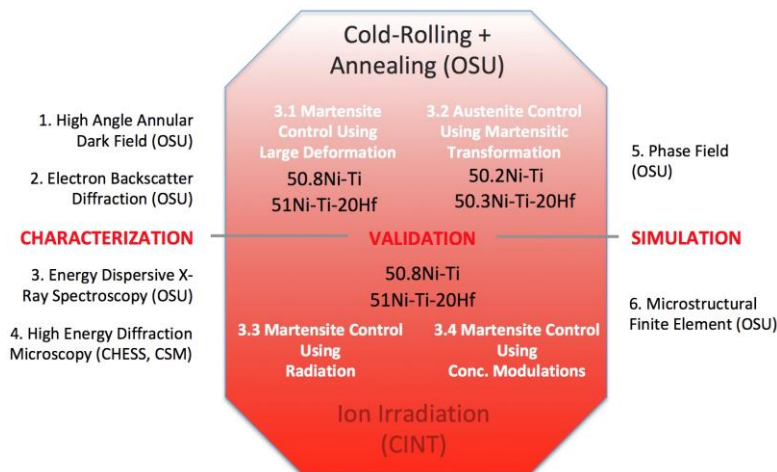 Cold-Rolling +
Annealing (OSU)
1. High Angle Annular
Dark Field (OSU)
2. Electron Backscatter
Diffraction (OSU)
3.1 Martensite
Control Using
Large Deformation
50.8Ni-Ti
51Ni-Ti-20Hf
3.2 Austenite Control
Using Martensitic
Transformation
50.2Ni-Ti
50.3Ni-Ti-20Hf
5. Phase Field
(OSU)
CHARACTERIZATION
VALIDATION
SIMULATION
3. Energy Dispersive X-
Ray Spectroscopy (OSU)
4. High Energy Diffraction
Microscopy (CHESS, CSM)
50.8Ni-Ti
51Ni-Ti-20Hf
3.3 Martensite Control
Using
Radiation
3.4 Martensite Control
Using
Conc. Modulations
6. Microstructural
Finite Element (OSU)
Ion Irradiation
(CINT)